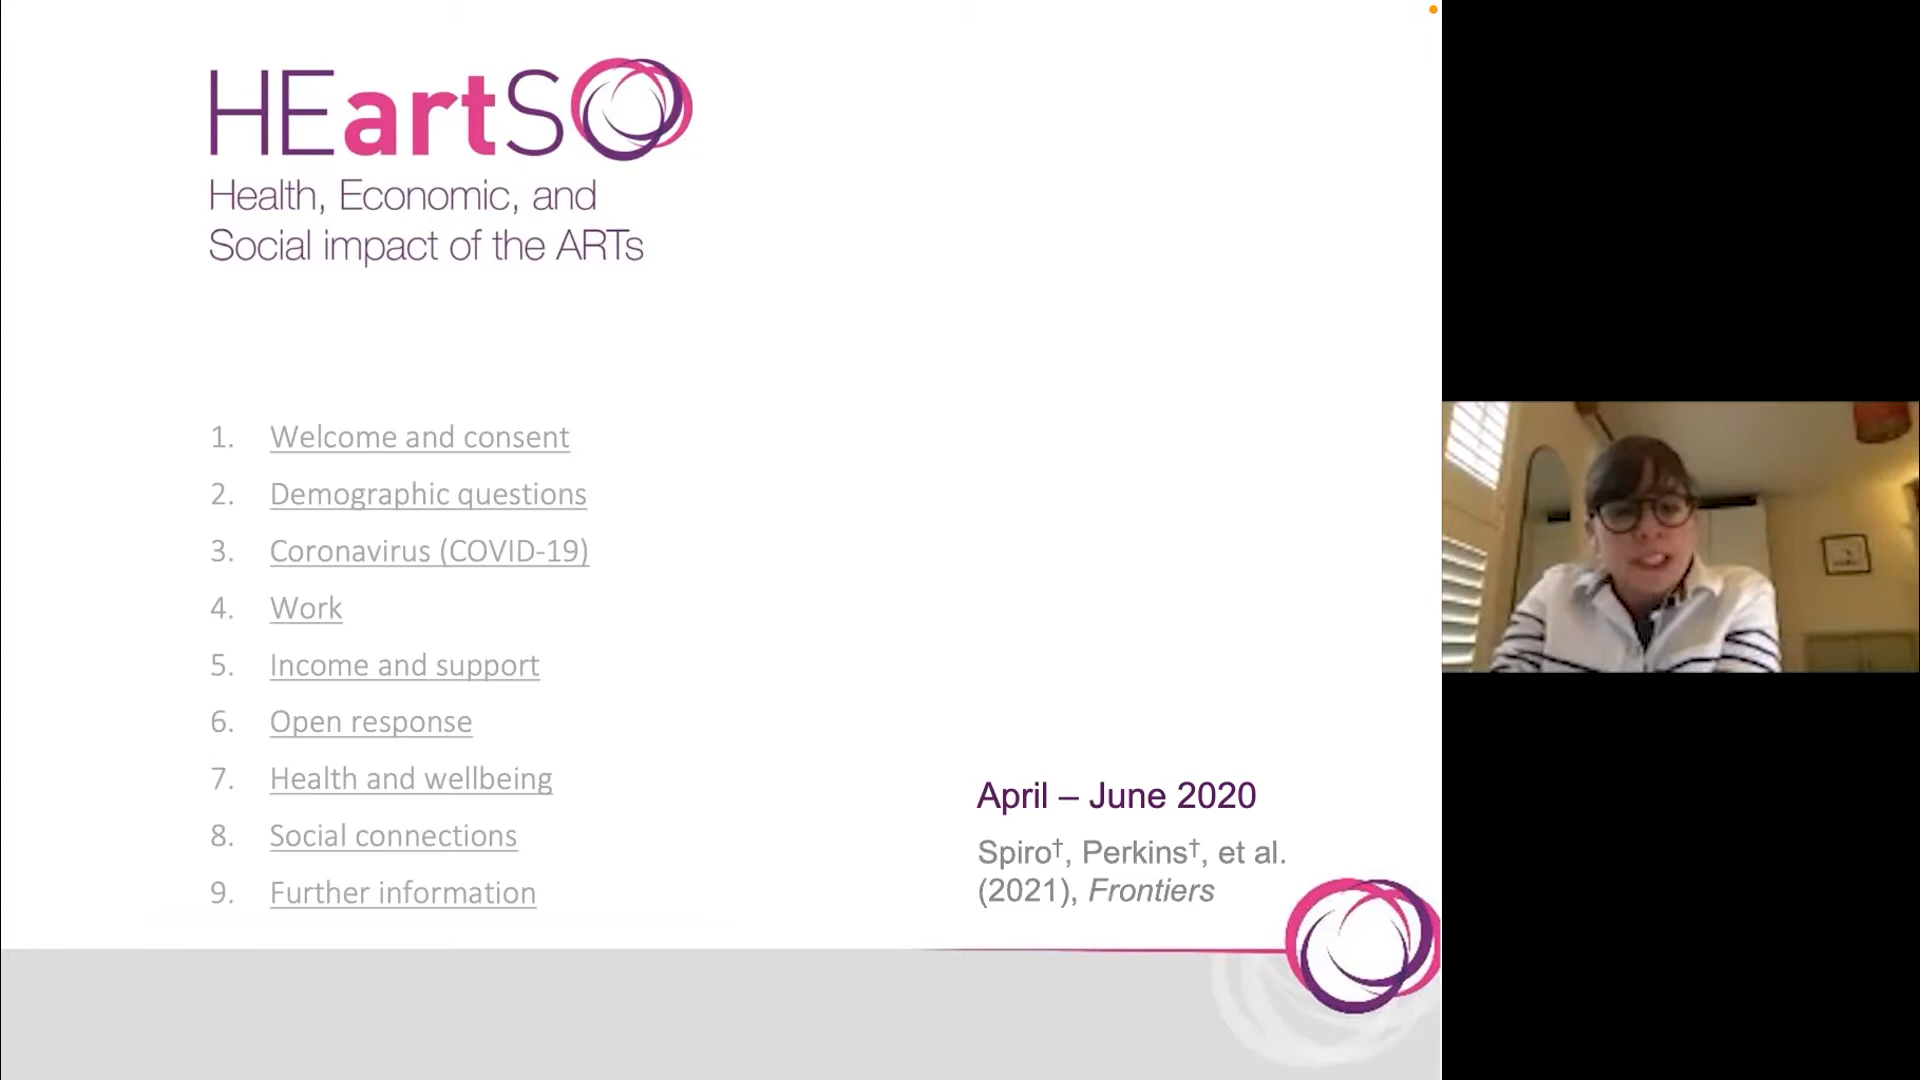 HEartS
Health, Economic, and
Social impact of the ARTs
1. Welcome and consent
2. Demographic questions
3. Coronavirus (COVID-19)
4. Work
5. Income and support
6. Open response
7. Health and wellbeing
8. Social connections
9. Further information
April – June 2020
Spiro†, Perkins†, et al.
(2021), Frontiers